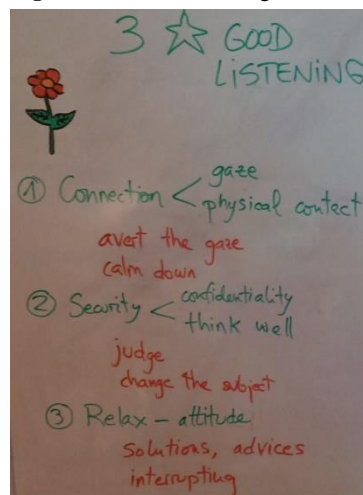 3 ☆ GOOD
LISTENING
① Connection < gaze
physical contact
avert the gaze
calm down
② Security < confidentiality
think well
judge
change the subject
③ Relax - attitude
solutions, advices
interrupting